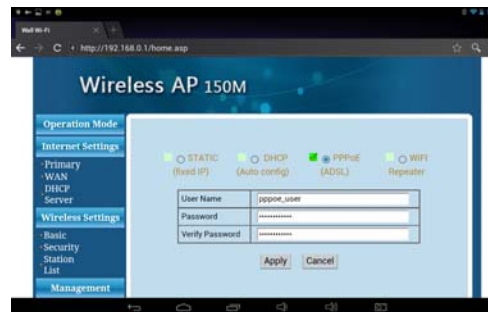 Wall Wi-Fi
http://192.168.0.1/home.asp
Wireless AP 150M
Operation Mode
Internet Settings
Primary
WAN
DHCP
Server
Wireless Settings
Basic
Security
Station
List
Management
STATIC
(fixed IP)
DHCP
(Auto config)
PPPoE
(ADSL)
WIFI
Repeater
User Name
pppoe_user
Password
************
Verify Password
************
Apply
Cancel